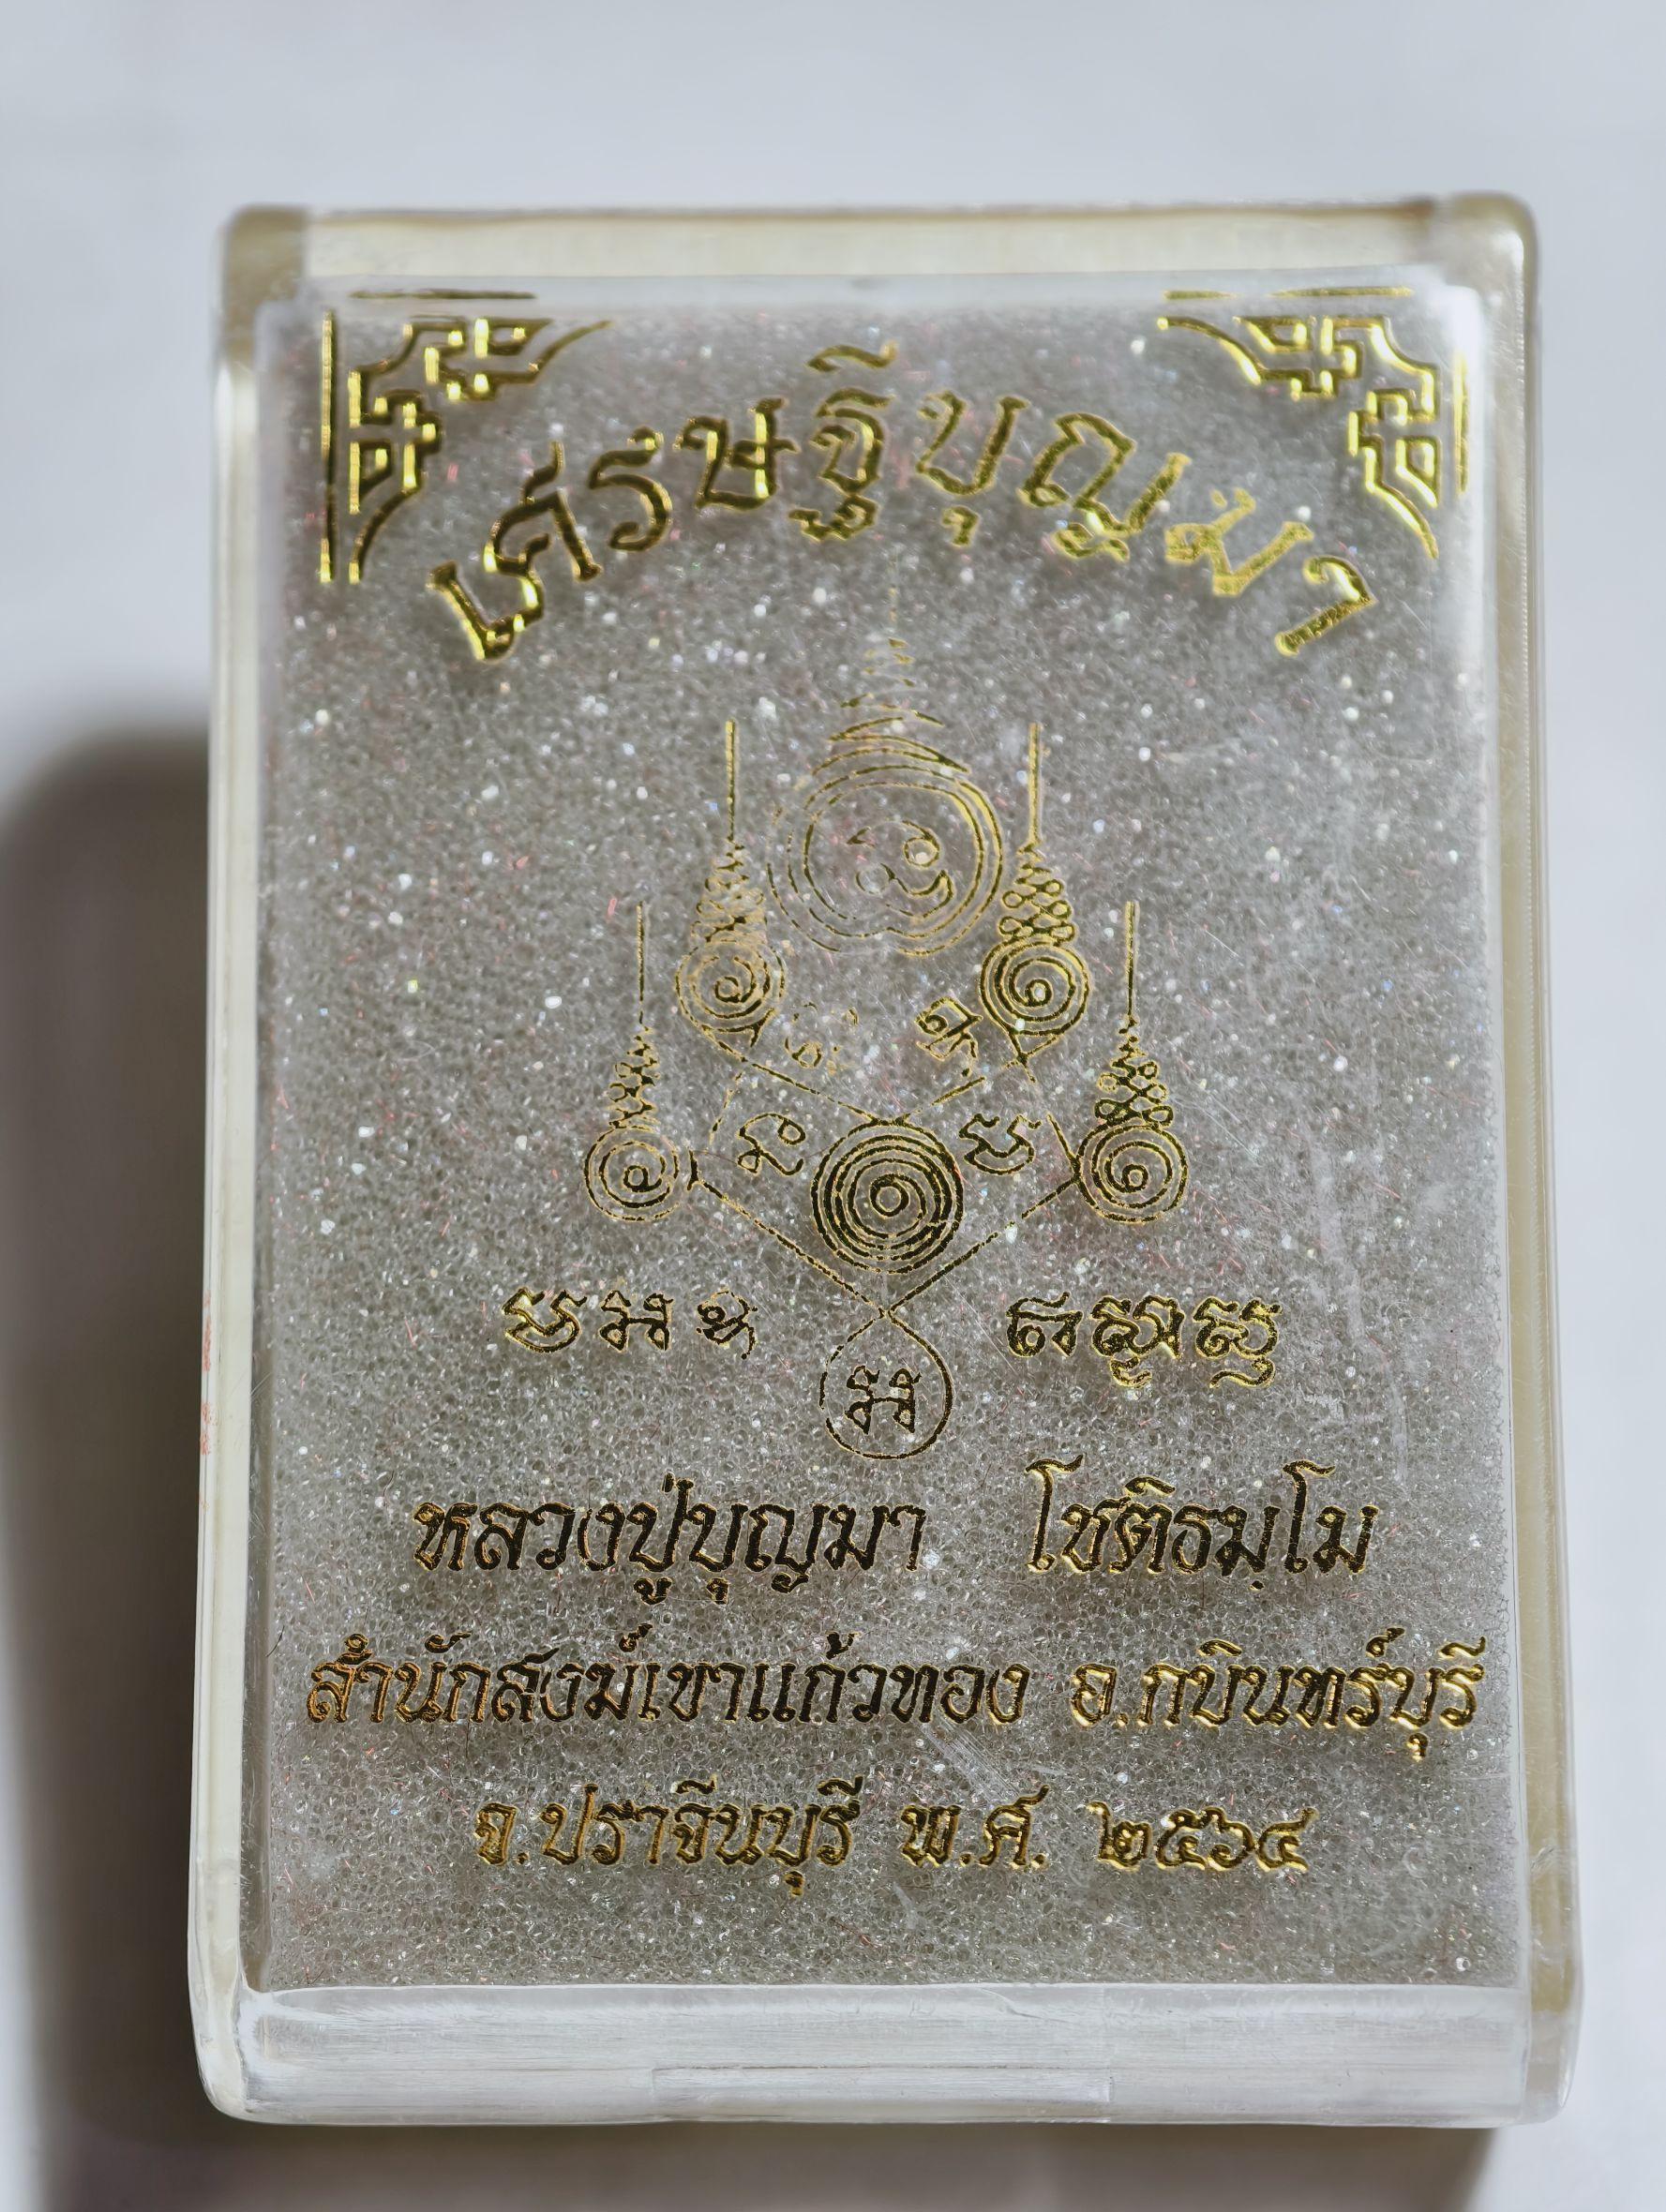 เศรษฐีบุญมา
หลวงปู่บุญมา โชติธมฺโม
สำนักสงฆ์เขาแก้วทอง อ.กบินทร์บุรี
จ.ปราจีนบุรี พ.ศ. ๒๕๖๔